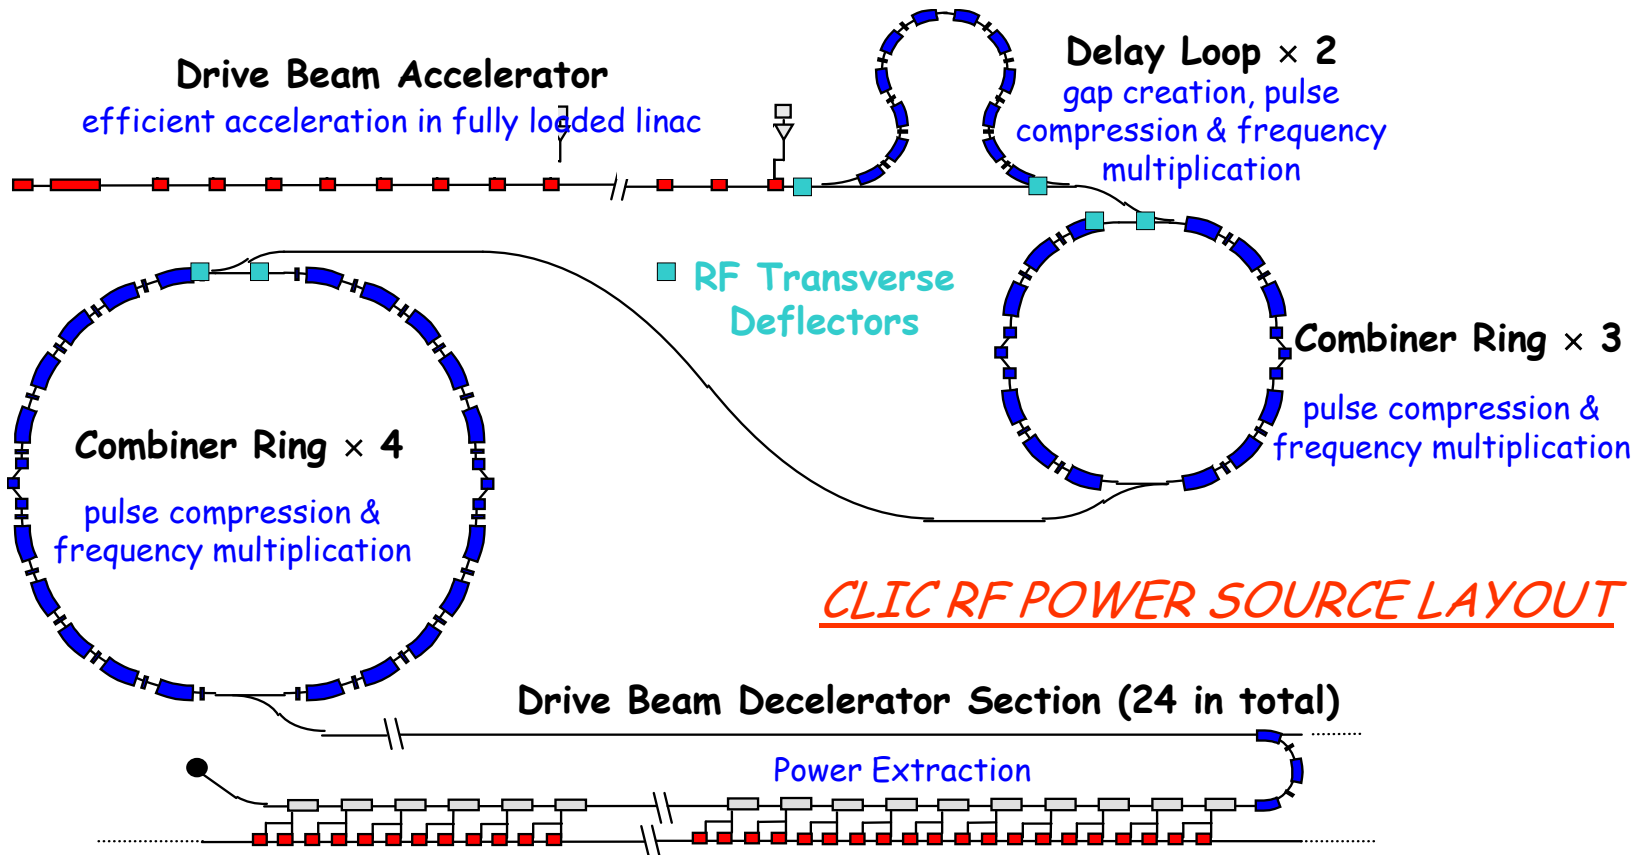 Drive Beam Accelerator
efficient acceleration in fully loaded linac
Delay Loop × 2
gap creation, pulse
compression & frequency
multiplication
RF Transverse
Deflectors
Combiner Ring × 3
pulse compression &
frequency multiplication
Combiner Ring × 4
pulse compression &
frequency multiplication
CLIC RF POWER SOURCE LAYOUT
Drive Beam Decelerator Section (24 in total)
Power Extraction